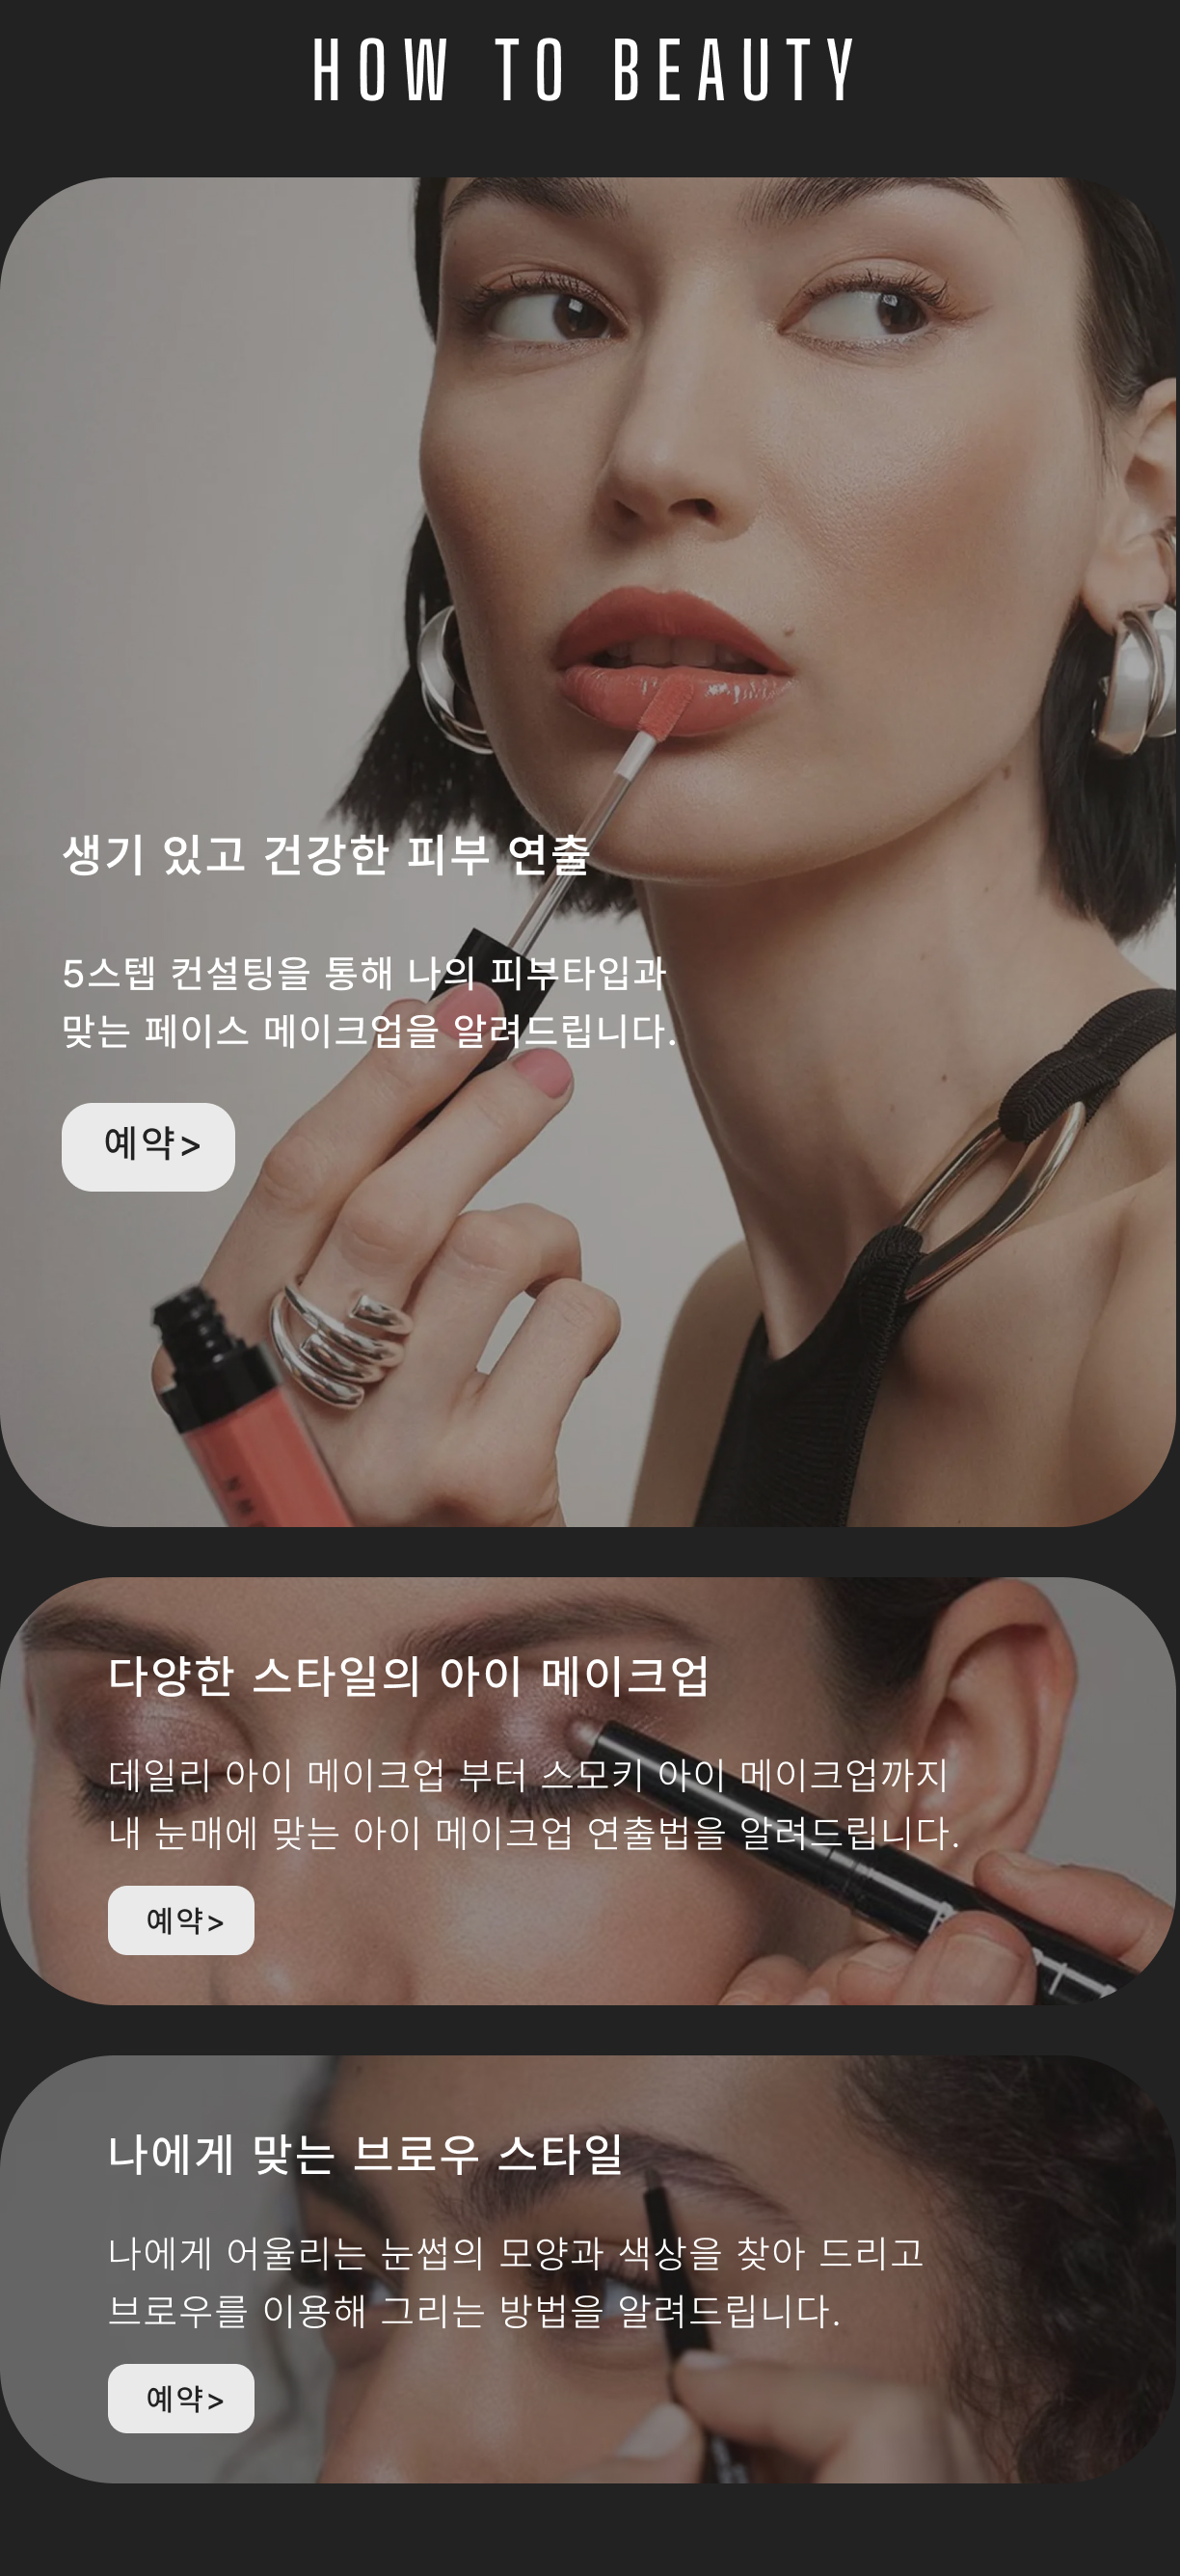 HOW TO BEAUTY
생기 있고 건강한 피부 연출
5스텝 컨설팅을 통해 나의 피부타입과
맞는 페이스 메이크업을 알려드립니다.
예약>
다양한 스타일의 아이 메이크업
데일리 아이 메이크업 부터 스모키 아이 메이크업까지
내 눈매에 맞는 아이 메이크업 연출법을 알려드립니다.
예약>
나에게 맞는 브로우 스타일
나에게 어울리는 눈썹의 모양과 색상을 찾아 드리고
브로우를 이용해 그리는 방법을 알려드립니다.
예약>